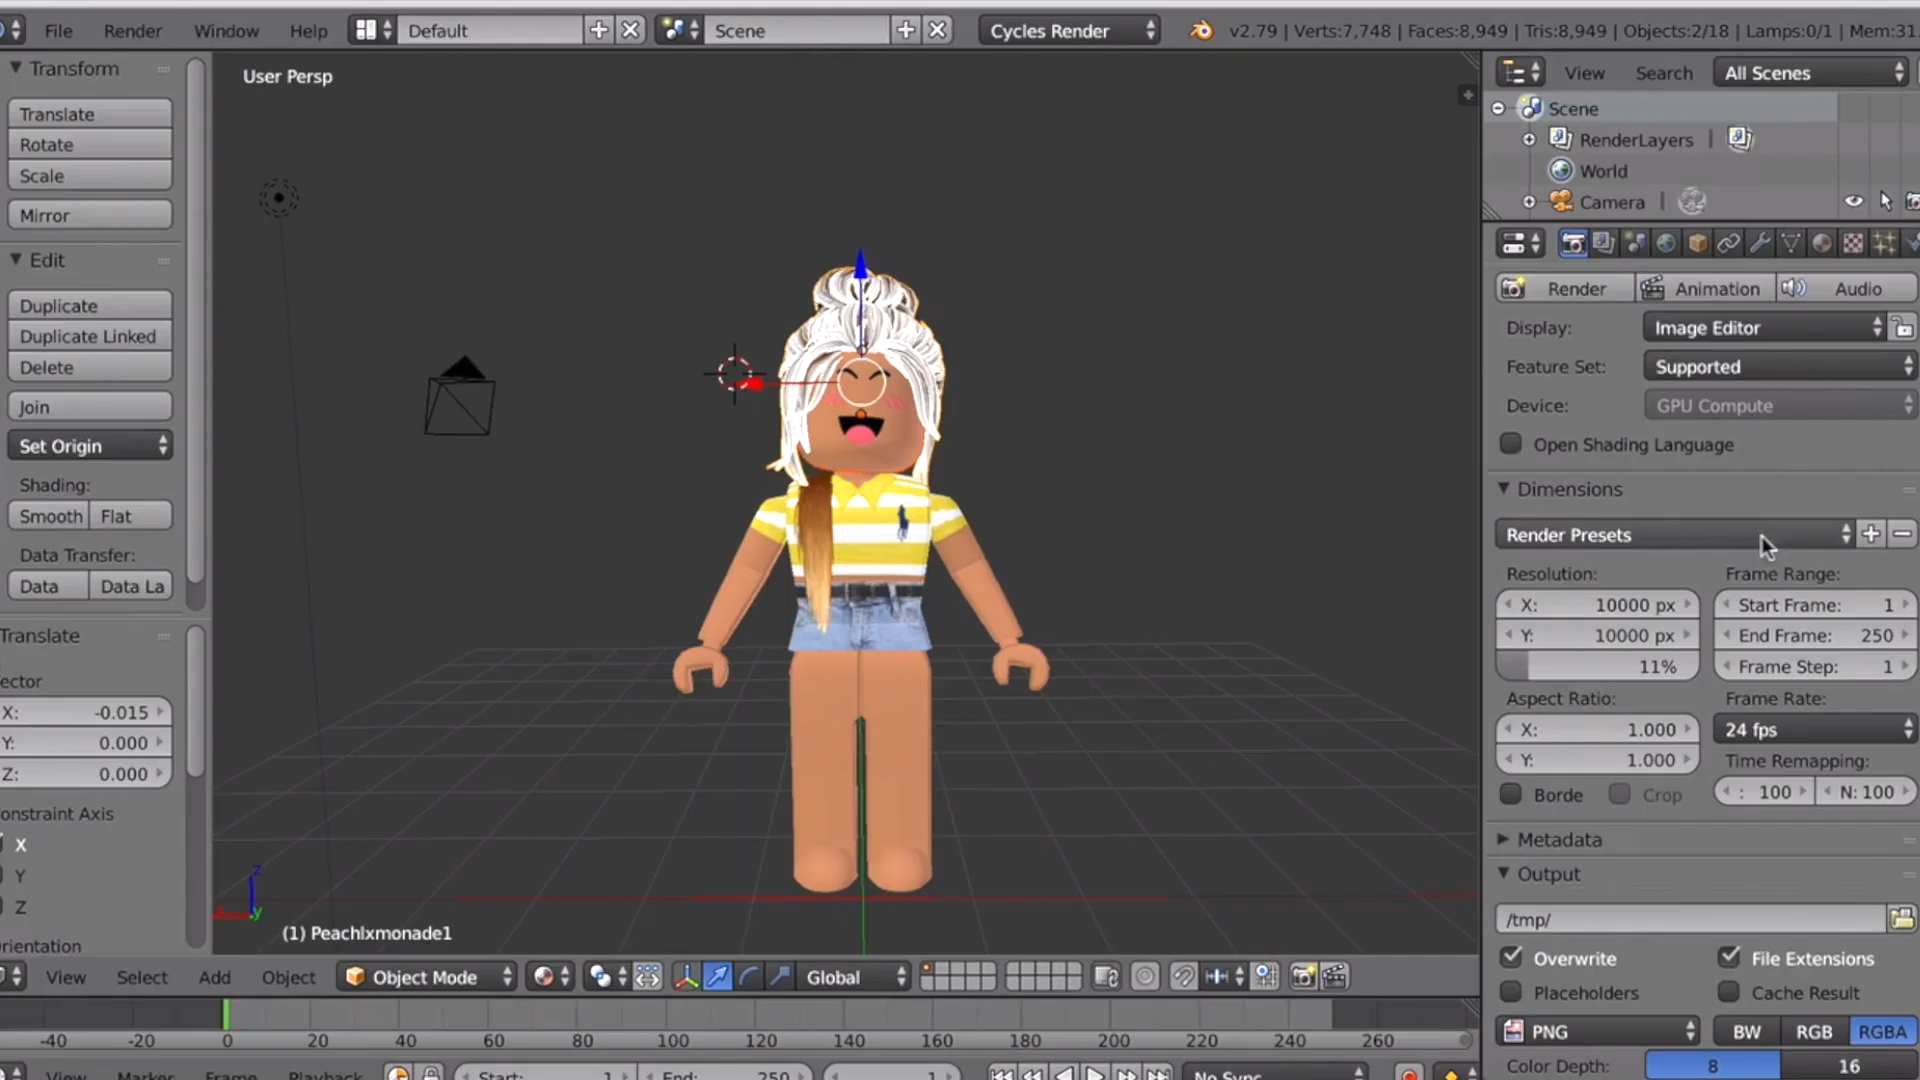 File Render Window Help Default Scene Cycles Render v2.79 | Verts:7,748 | Faces:8,949 | Tris:8,949 | Objects:2/18 | Lamps:0/1 | Mem:31.
Transform
Translate
Rotate
Scale
Mirror
Edit
Duplicate
Duplicate Linked
Delete
Join
Set Origin
Shading:
Smooth Flat
Data Transfer:
Data Data La
Translate
ector
X: -0.015
Y: 0.000
Z: 0.000
onstraint Axis
X
Y
Z
rientation
User Persp
(1) Peachlxmonade1
View Select Add Object Object Mode Global
-40 -20 0 20 40 60 80 100 120 140 160 180 200 220 240 260
View Marker Frame Playback Start: 1 End: 250 1 No Sync
View Search All Scenes
Scene
RenderLayers |
World
Camera |
Render Animation Audio
Display: Image Editor
Feature Set: Supported
Device: GPU Compute
Open Shading Language
Dimensions
Render Presets
Resolution: Frame Range:
X: 10000 px Start Frame: 1
Y: 10000 px End Frame: 250
11% Frame Step: 1
Aspect Ratio: Frame Rate:
X: 1.000 24 fps
Y: 1.000 Time Remapping:
Borde Crop : 100 N: 100
Metadata
Output
/tmp/
Overwrite File Extensions
Placeholders Cache Result
PNG BW RGB RGBA
Color Depth: 8 16